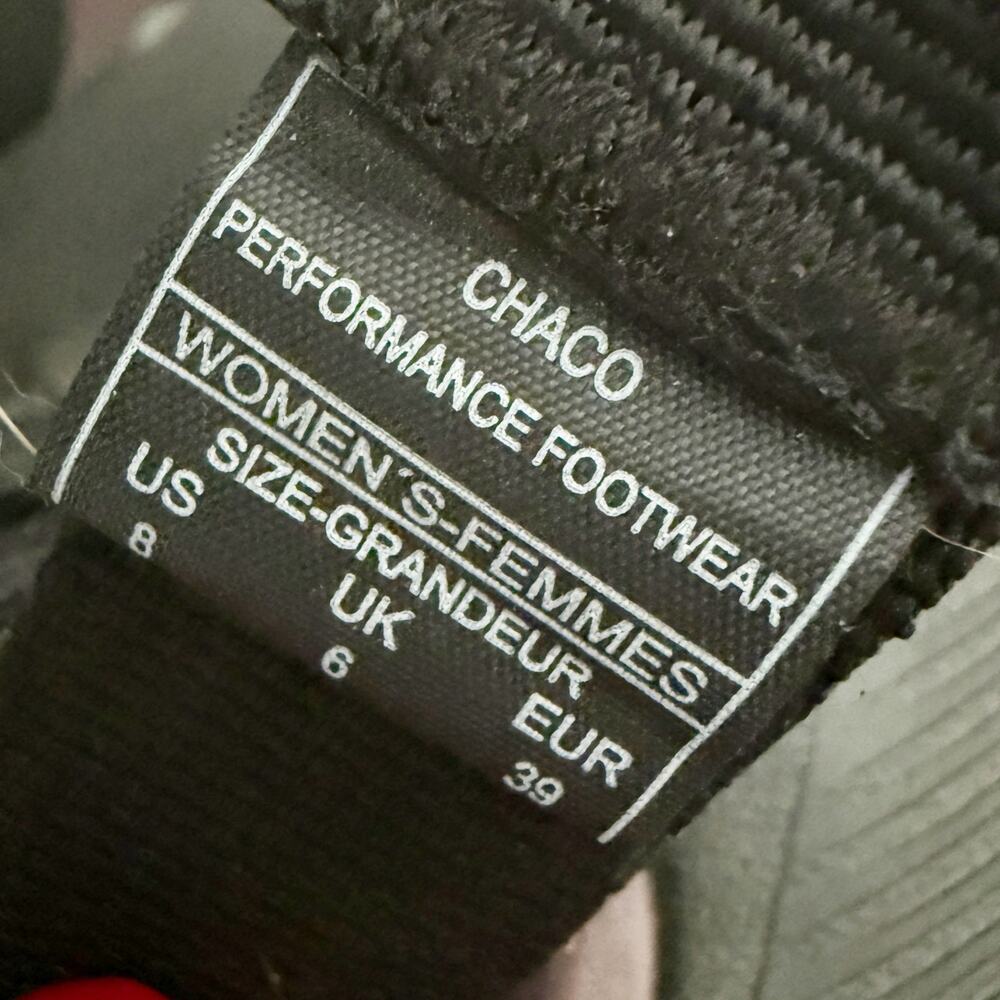 CHACO
PERFORMANCE FOOTWEAR
WOMEN'S-FEMMES
SIZE-GRANDEUR
US UK EUR
8 6 39